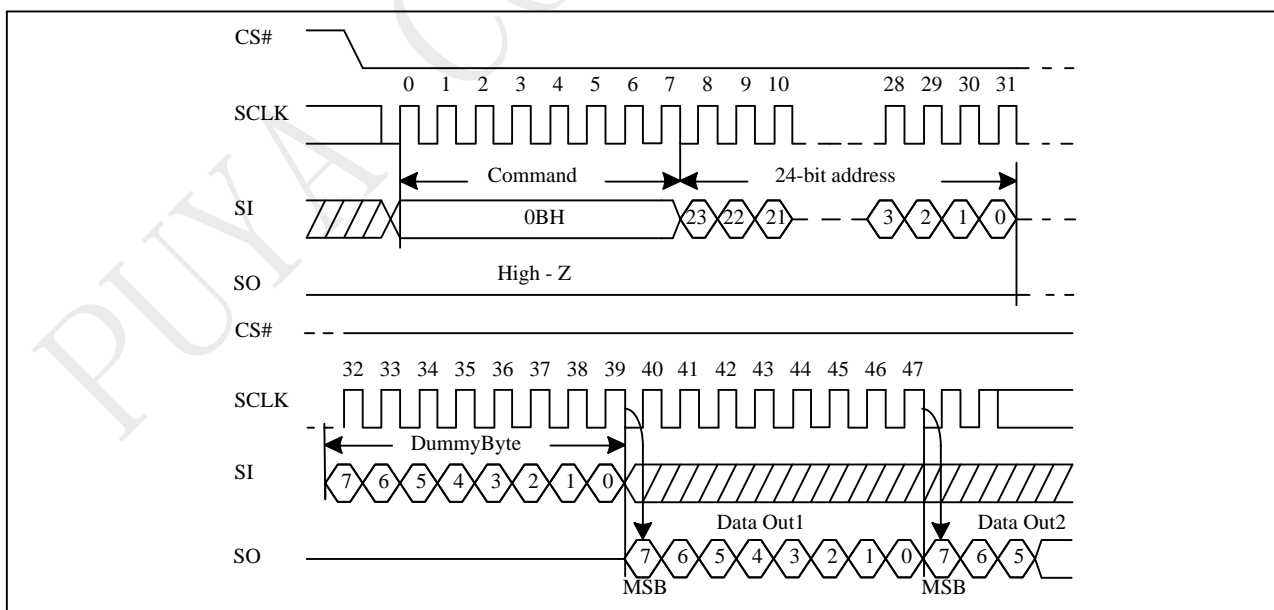 CS#
0 1 2 3 4 5 6 7 8 9 10 28 29 30 31
SCLK
Command 24-bit address
SI 0BH 23 22 21 3 2 1 0
High - Z
SO
CS#
32 33 34 35 36 37 38 39 40 41 42 43 44 45 46 47
SCLK
DummyByte
SI 7 6 5 4 3 2 1 0
Data Out1 Data Out2
SO 7 6 5 4 3 2 1 0 7 6 5
MSB MSB
PUYA CO